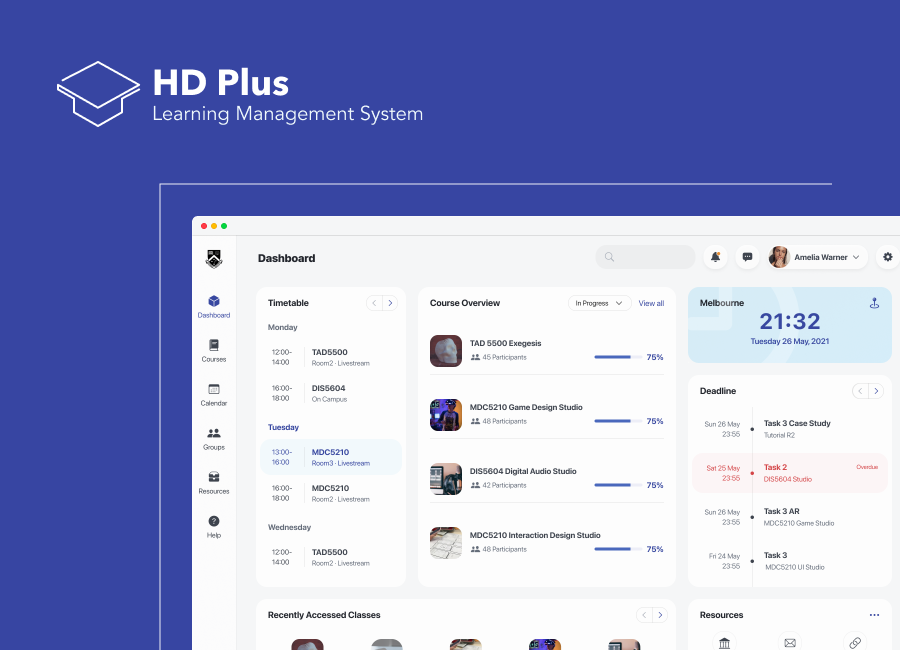 HD Plus
Learning Management System
Dashboard
Amelia Warner
Dashboard
Courses
Calendar
Groups
Resources
Help
Timetable
Monday
12:00-
14:00
TAD5500
Room2 · Livestream
16:00-
18:00
DIS5604
On Campus
Tuesday
13:00-
16:00
MDC5210
Room3 · Livestream
16:00-
18:00
MDC5210
Room2 · Livestream
Wednesday
12:00-
14:00
TAD5500
Room2 · Livestream
Course Overview
In Progress
View all
TAD 5500 Exegesis
45 Participants
75%
MDC5210 Game Design Studio
48 Participants
75%
DIS5604 Digital Audio Studio
42 Participants
75%
MDC5210 Interaction Design Studio
48 Participants
75%
Melbourne
21:32
Tuesday 26 May, 2021
Deadline
Sun 26 May
23:55
Task 3 Case Study
Tutorial R2
Sat 25 May
23:55
Task 2
DIS5604 Studio
Overdue
Sun 26 May
23:55
Task 3 AR
MDC5210 Game Studio
Fri 24 May
23:55
Task 3
MDC5210 UI Studio
Recently Accessed Classes
Resources